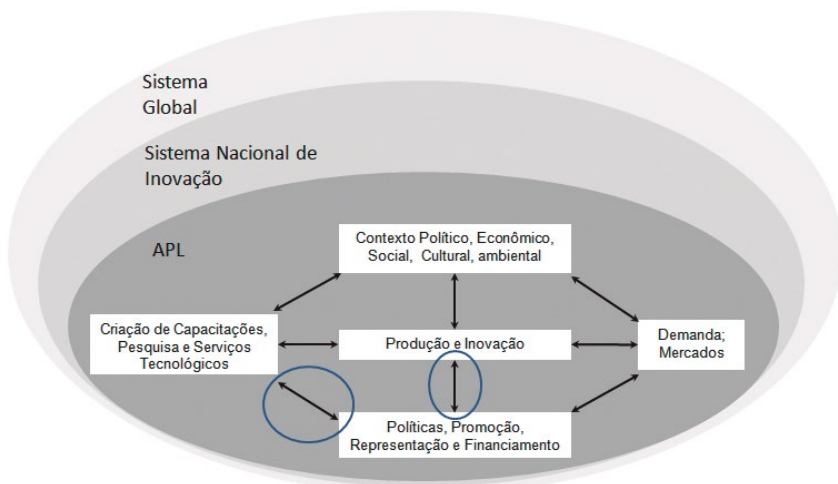 Sistema
Global
Sistema Nacional de
Inovação
APL
Contexto Político, Econômico,
Social, Cultural, ambiental
Criação de Capacitações,
Pesquisa e Serviços
Tecnológicos
Produção e Inovação
Demanda;
Mercados
Políticas, Promoção,
Representação e Financiamento